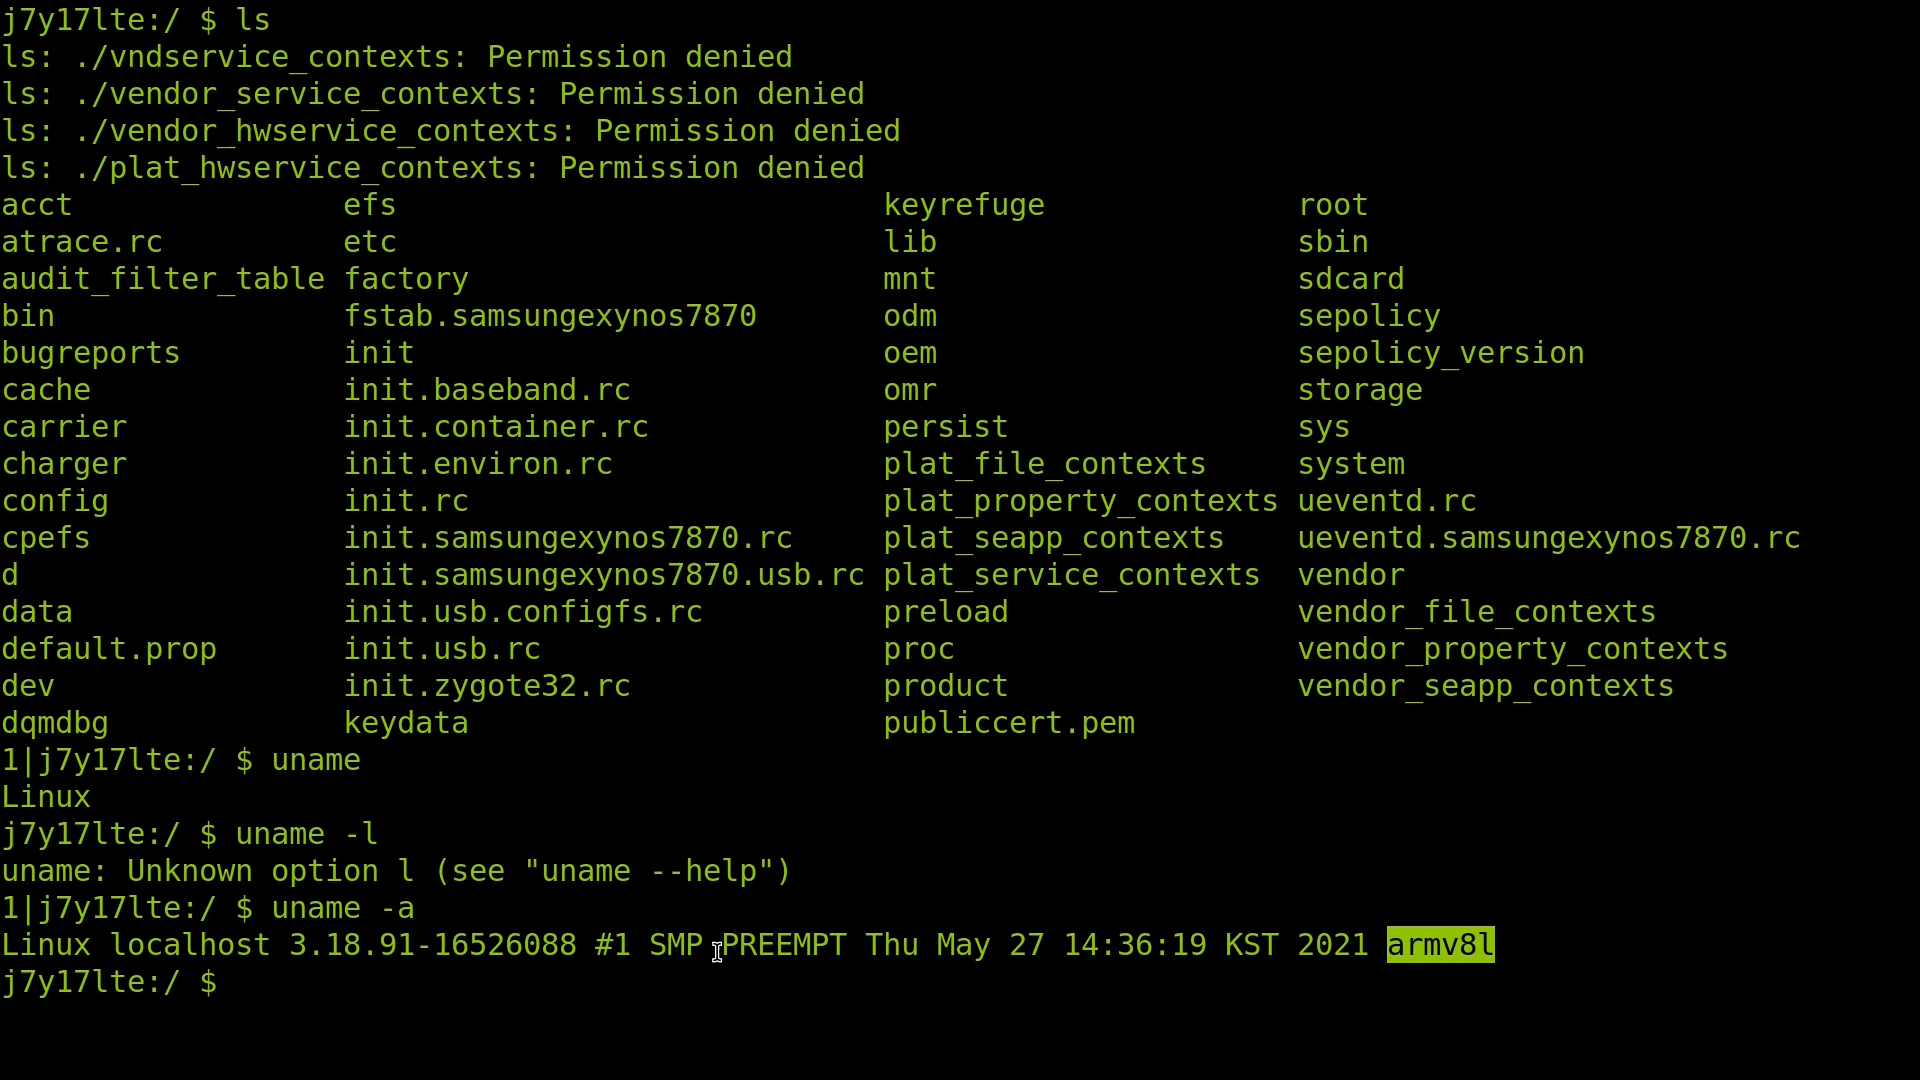 j7y17lte:/ $ ls
ls: ./vndservice_contexts: Permission denied
ls: ./vendor_service_contexts: Permission denied
ls: ./vendor_hwservice_contexts: Permission denied
ls: ./plat_hwservice_contexts: Permission denied
acct efs keyrefuge root
atrace.rc etc lib sbin
audit_filter_table factory mnt sdcard
bin fstab.samsungexynos7870 odm sepolicy
bugreports init oem sepolicy_version
cache init.baseband.rc omr storage
carrier init.container.rc persist sys
charger init.environ.rc plat_file_contexts system
config init.rc plat_property_contexts ueventd.rc
cpefs init.samsungexynos7870.rc plat_seapp_contexts ueventd.samsungexynos7870.rc
d init.samsungexynos7870.usb.rc plat_service_contexts vendor
data init.usb.configfs.rc preload vendor_file_contexts
default.prop init.usb.rc proc vendor_property_contexts
dev init.zygote32.rc product vendor_seapp_contexts
dqmdbg keydata publiccert.pem
1|j7y17lte:/ $ uname
Linux
j7y17lte:/ $ uname -l
uname: Unknown option l (see "uname --help")
1|j7y17lte:/ $ uname -a
Linux localhost 3.18.91-16526088 #1 SMP PREEMPT Thu May 27 14:36:19 KST 2021 armv8l
j7y17lte:/ $